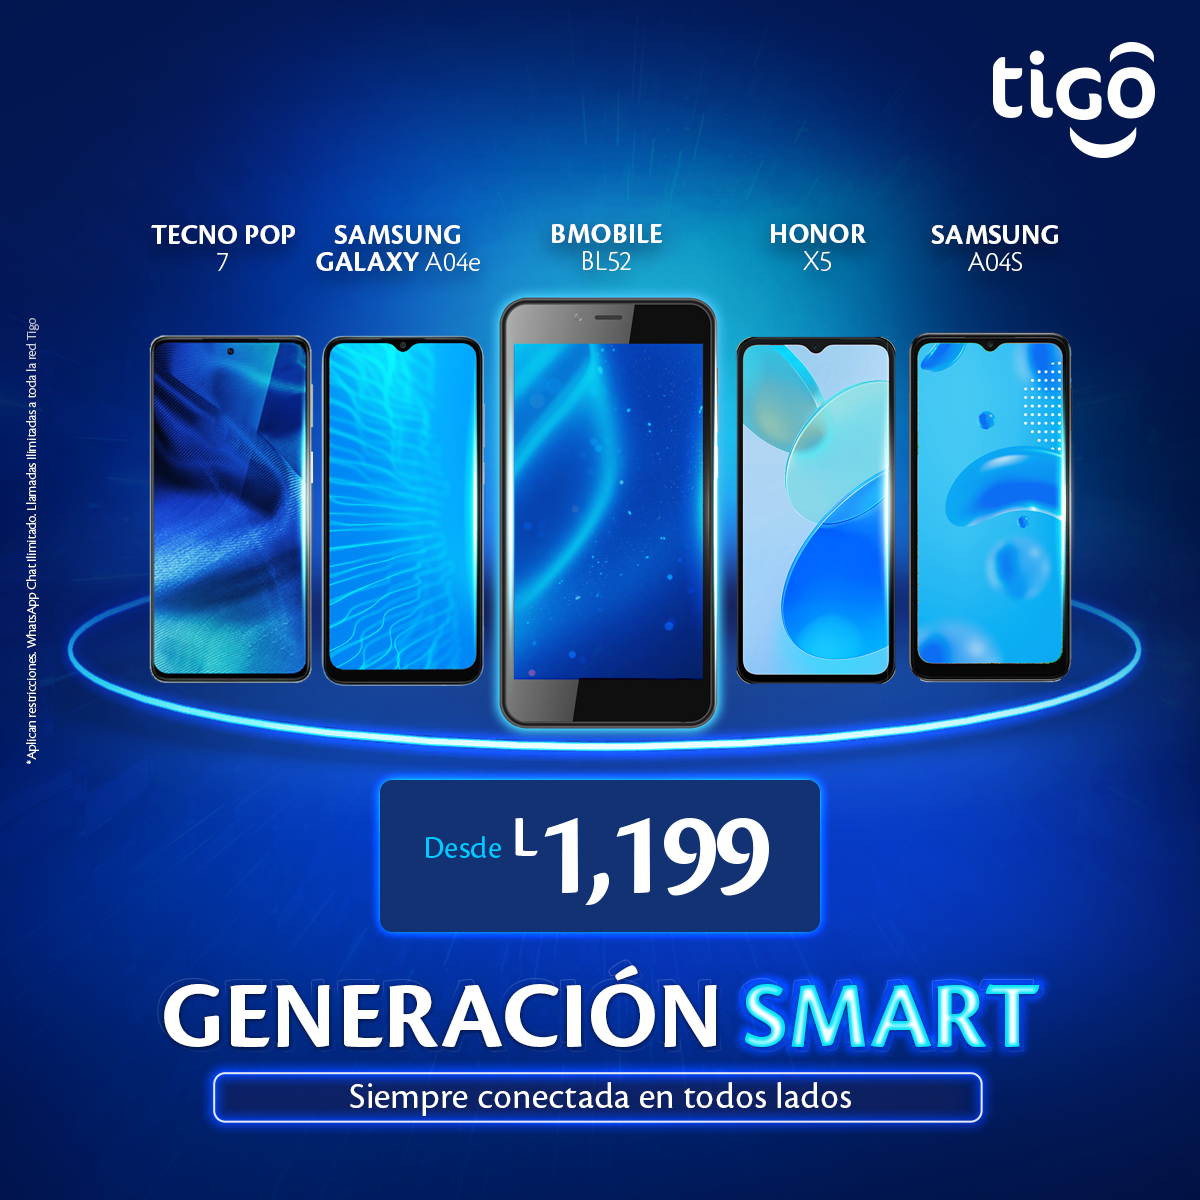 tigo
TECNO POP
7
SAMSUNG
GALAXY A04e
BMOBILE
BL52
HONOR
X5
SAMSUNG
A04S
*Aplican restricciones. WhatsApp Chat Ilimitado. Llamadas ilimitadas a toda la red Tigo
Desde L1,199
GENERACIÓN SMART
Siempre conectada en todos lados